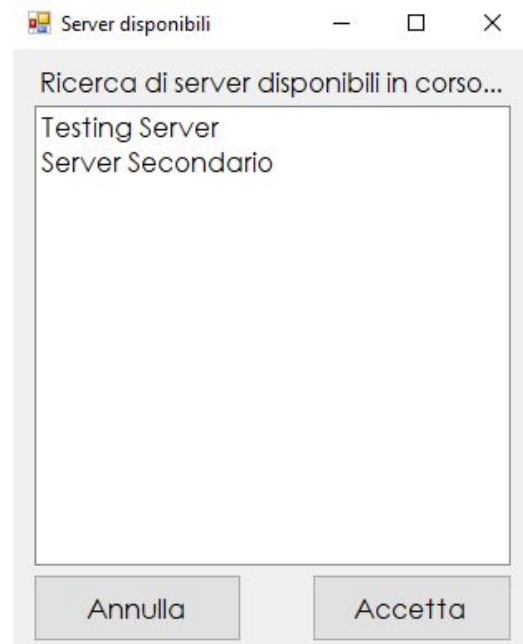 Server disponibili
Ricerca di server disponibili in corso...
Testing Server
Server Secondario
Annulla
Accetta